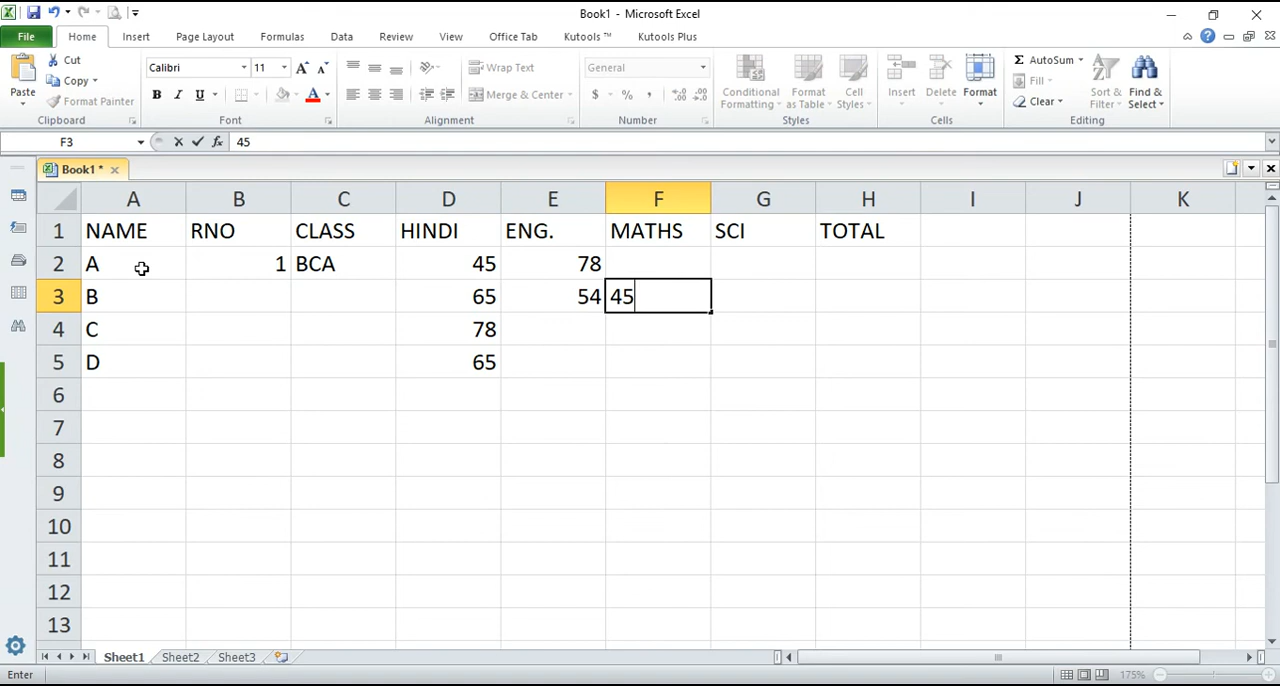 Book1 - Microsoft Excel
File Home Insert Page Layout Formulas Data Review View Office Tab Kutools ™ Kutools Plus
Paste
Cut
Copy
Format Painter
Clipboard
Calibri 11
B I U
Font
Wrap Text
Merge & Center
Alignment
General
$ % ,
Number
Conditional Formatting
Format as Table
Cell Styles
Styles
Insert Delete Format
Cells
Σ AutoSum
Fill
Clear
Sort & Filter
Find & Select
Editing
F3 fx 45
Book1 *
A B C D E F G H I J K
1 NAME RNO CLASS HINDI ENG. MATHS SCI TOTAL
2 A 1 BCA 45 78
3 B 65 54 45
4 C 78
5 D 65
6
7
8
9
10
11
12
13
Sheet1 Sheet2 Sheet3
Enter 175%